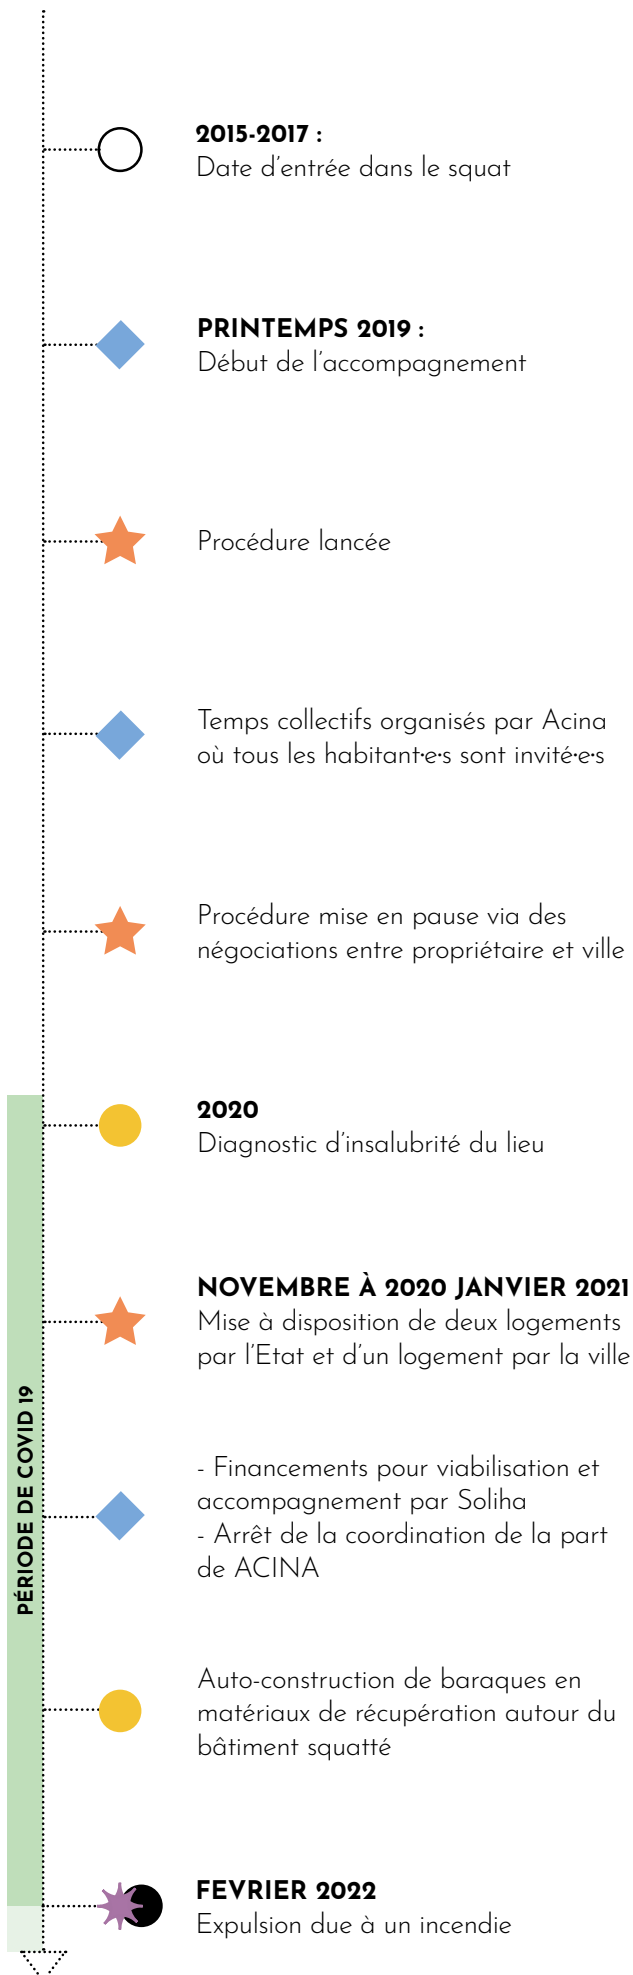 2015-2017 :
Date d'entrée dans le squat
PRINTEMPS 2019 :
Début de l'accompagnement
Procédure lancée
Temps collectifs organisés par Acina
où tous les habitant·e·s sont invité·e·s
Procédure mise en pause via des
négociations entre propriétaire et ville
2020
Diagnostic d'insalubrité du lieu
NOVEMBRE À 2020 JANVIER 2021
Mise à disposition de deux logements
par l'Etat et d'un logement par la ville
PÉRIODE DE COVID 19
- Financements pour viabilisation et
accompagnement par Soliha
- Arrêt de la coordination de la part
de ACINA
Auto-construction de baraques en
matériaux de récupération autour du
bâtiment squatté
FEVRIER 2022
Expulsion due à un incendie